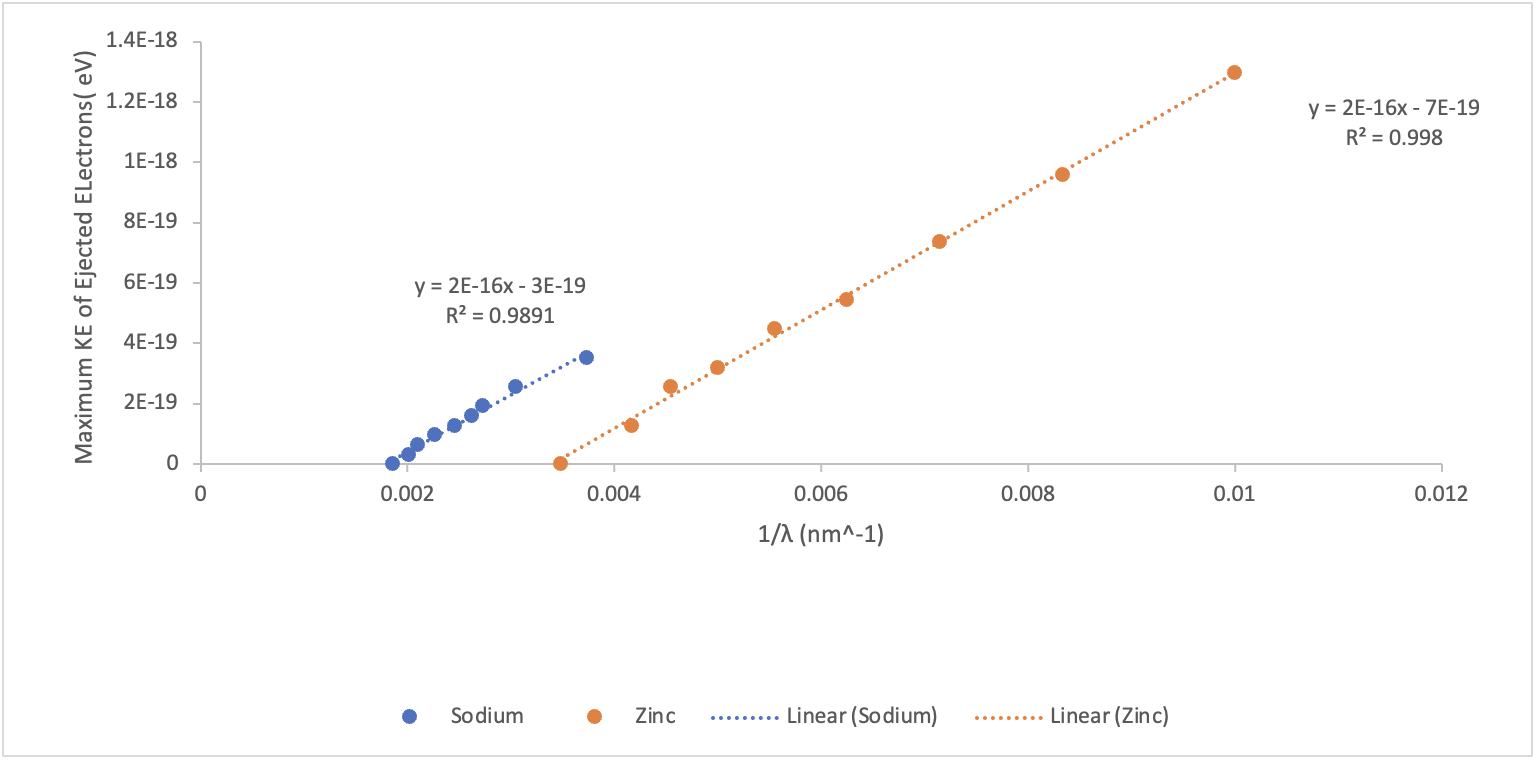 Maximum KE of Ejected ELectrons( eV)
1.4E-18
1.2E-18
1E-18
8E-19
6E-19
4E-19
2E-19
0
y = 2E-16x - 7E-19
R² = 0.998
y = 2E-16x - 3E-19
R² = 0.9891
0 0.002 0.004 0.006 0.008 0.01 0.012
1/λ (nm^-1)
Sodium Zinc Linear (Sodium) Linear (Zinc)